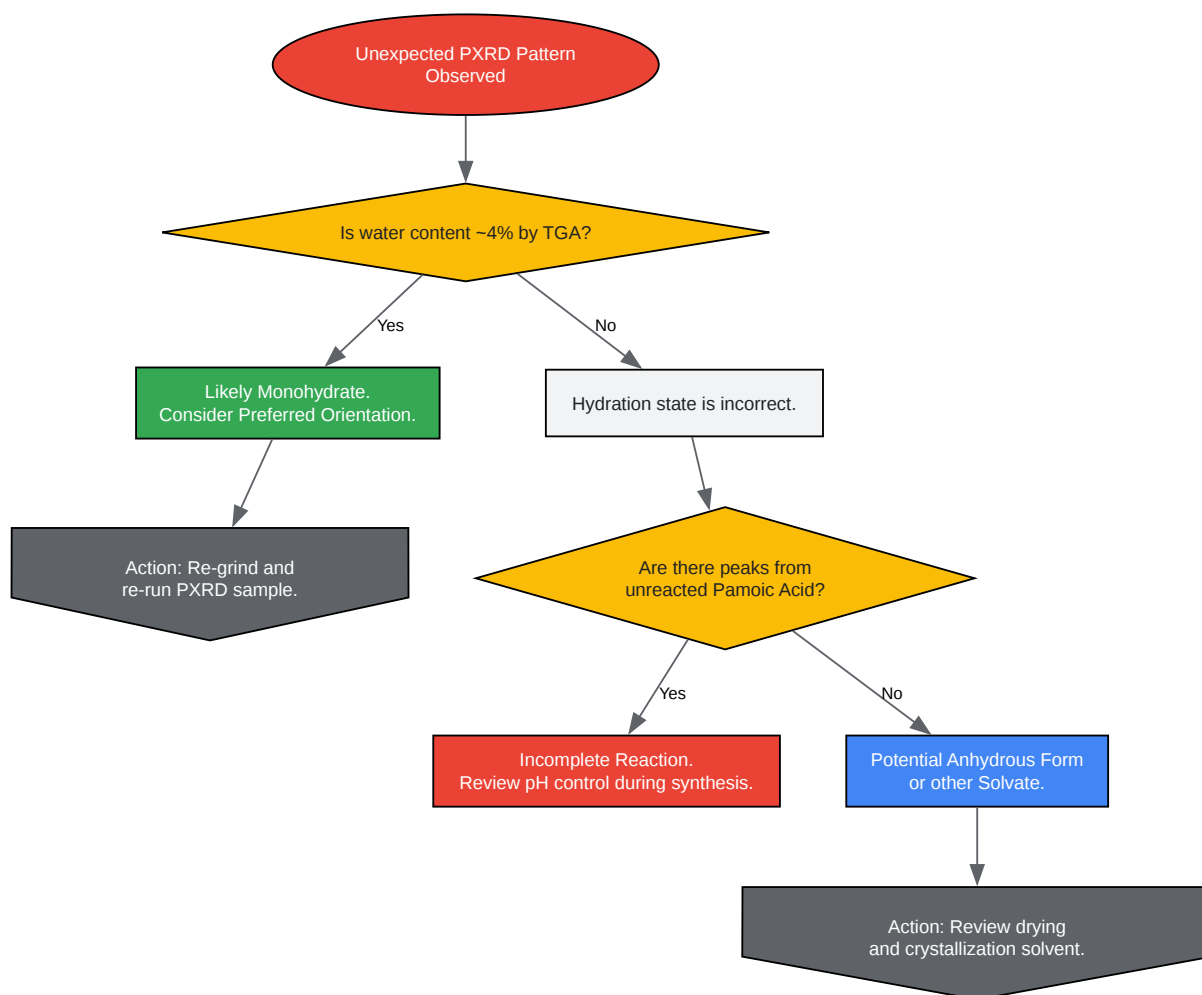 Unexpected PXRD Pattern
Observed
Is water content ~4% by TGA?
Yes
No
Likely Monohydrate.
Consider Preferred Orientation.
Hydration state is incorrect.
Action: Re-grind and
re-run PXRD sample.
Are there peaks from
unreacted Pamoic Acid?
Yes
No
Incomplete Reaction.
Review pH control during synthesis.
Potential Anhydrous Form
or other Solvate.
Action: Review drying
and crystallization solvent.